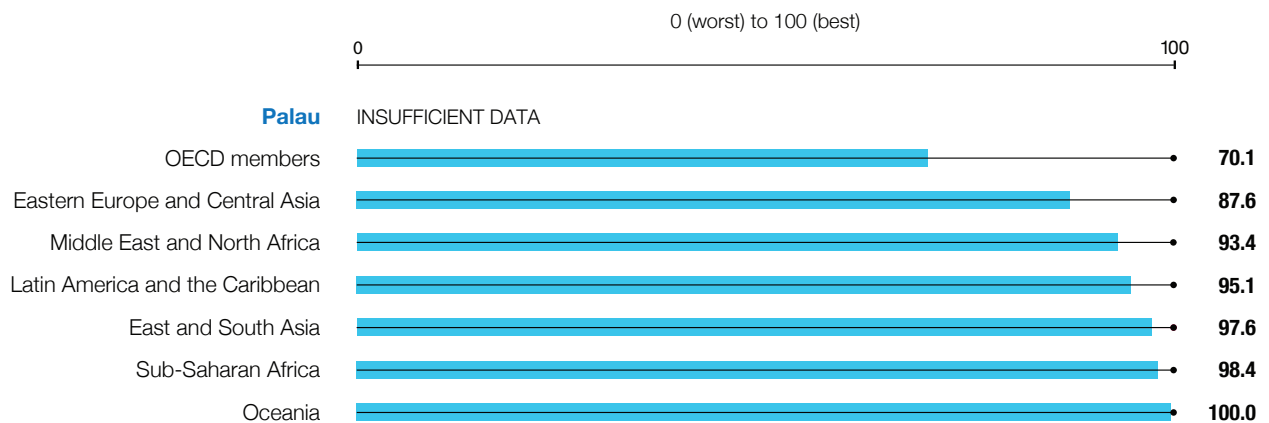 0 (worst) to 100 (best)
0 100
Palau INSUFFICIENT DATA
OECD members 70.1
Eastern Europe and Central Asia 87.6
Middle East and North Africa 93.4
Latin America and the Caribbean 95.1
East and South Asia 97.6
Sub-Saharan Africa 98.4
Oceania 100.0